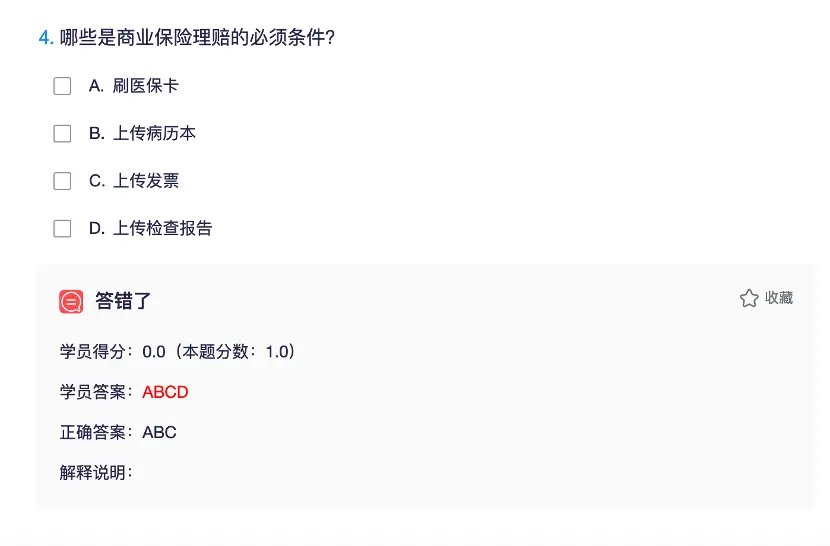 4. 哪些是商业保险理赔的必须条件?
A. 刷医保卡
B. 上传病历本
C. 上传发票
D. 上传检查报告
答错了
收藏
学员得分：0.0（本题分数：1.0）
学员答案：ABCD
正确答案：ABC
解释说明：